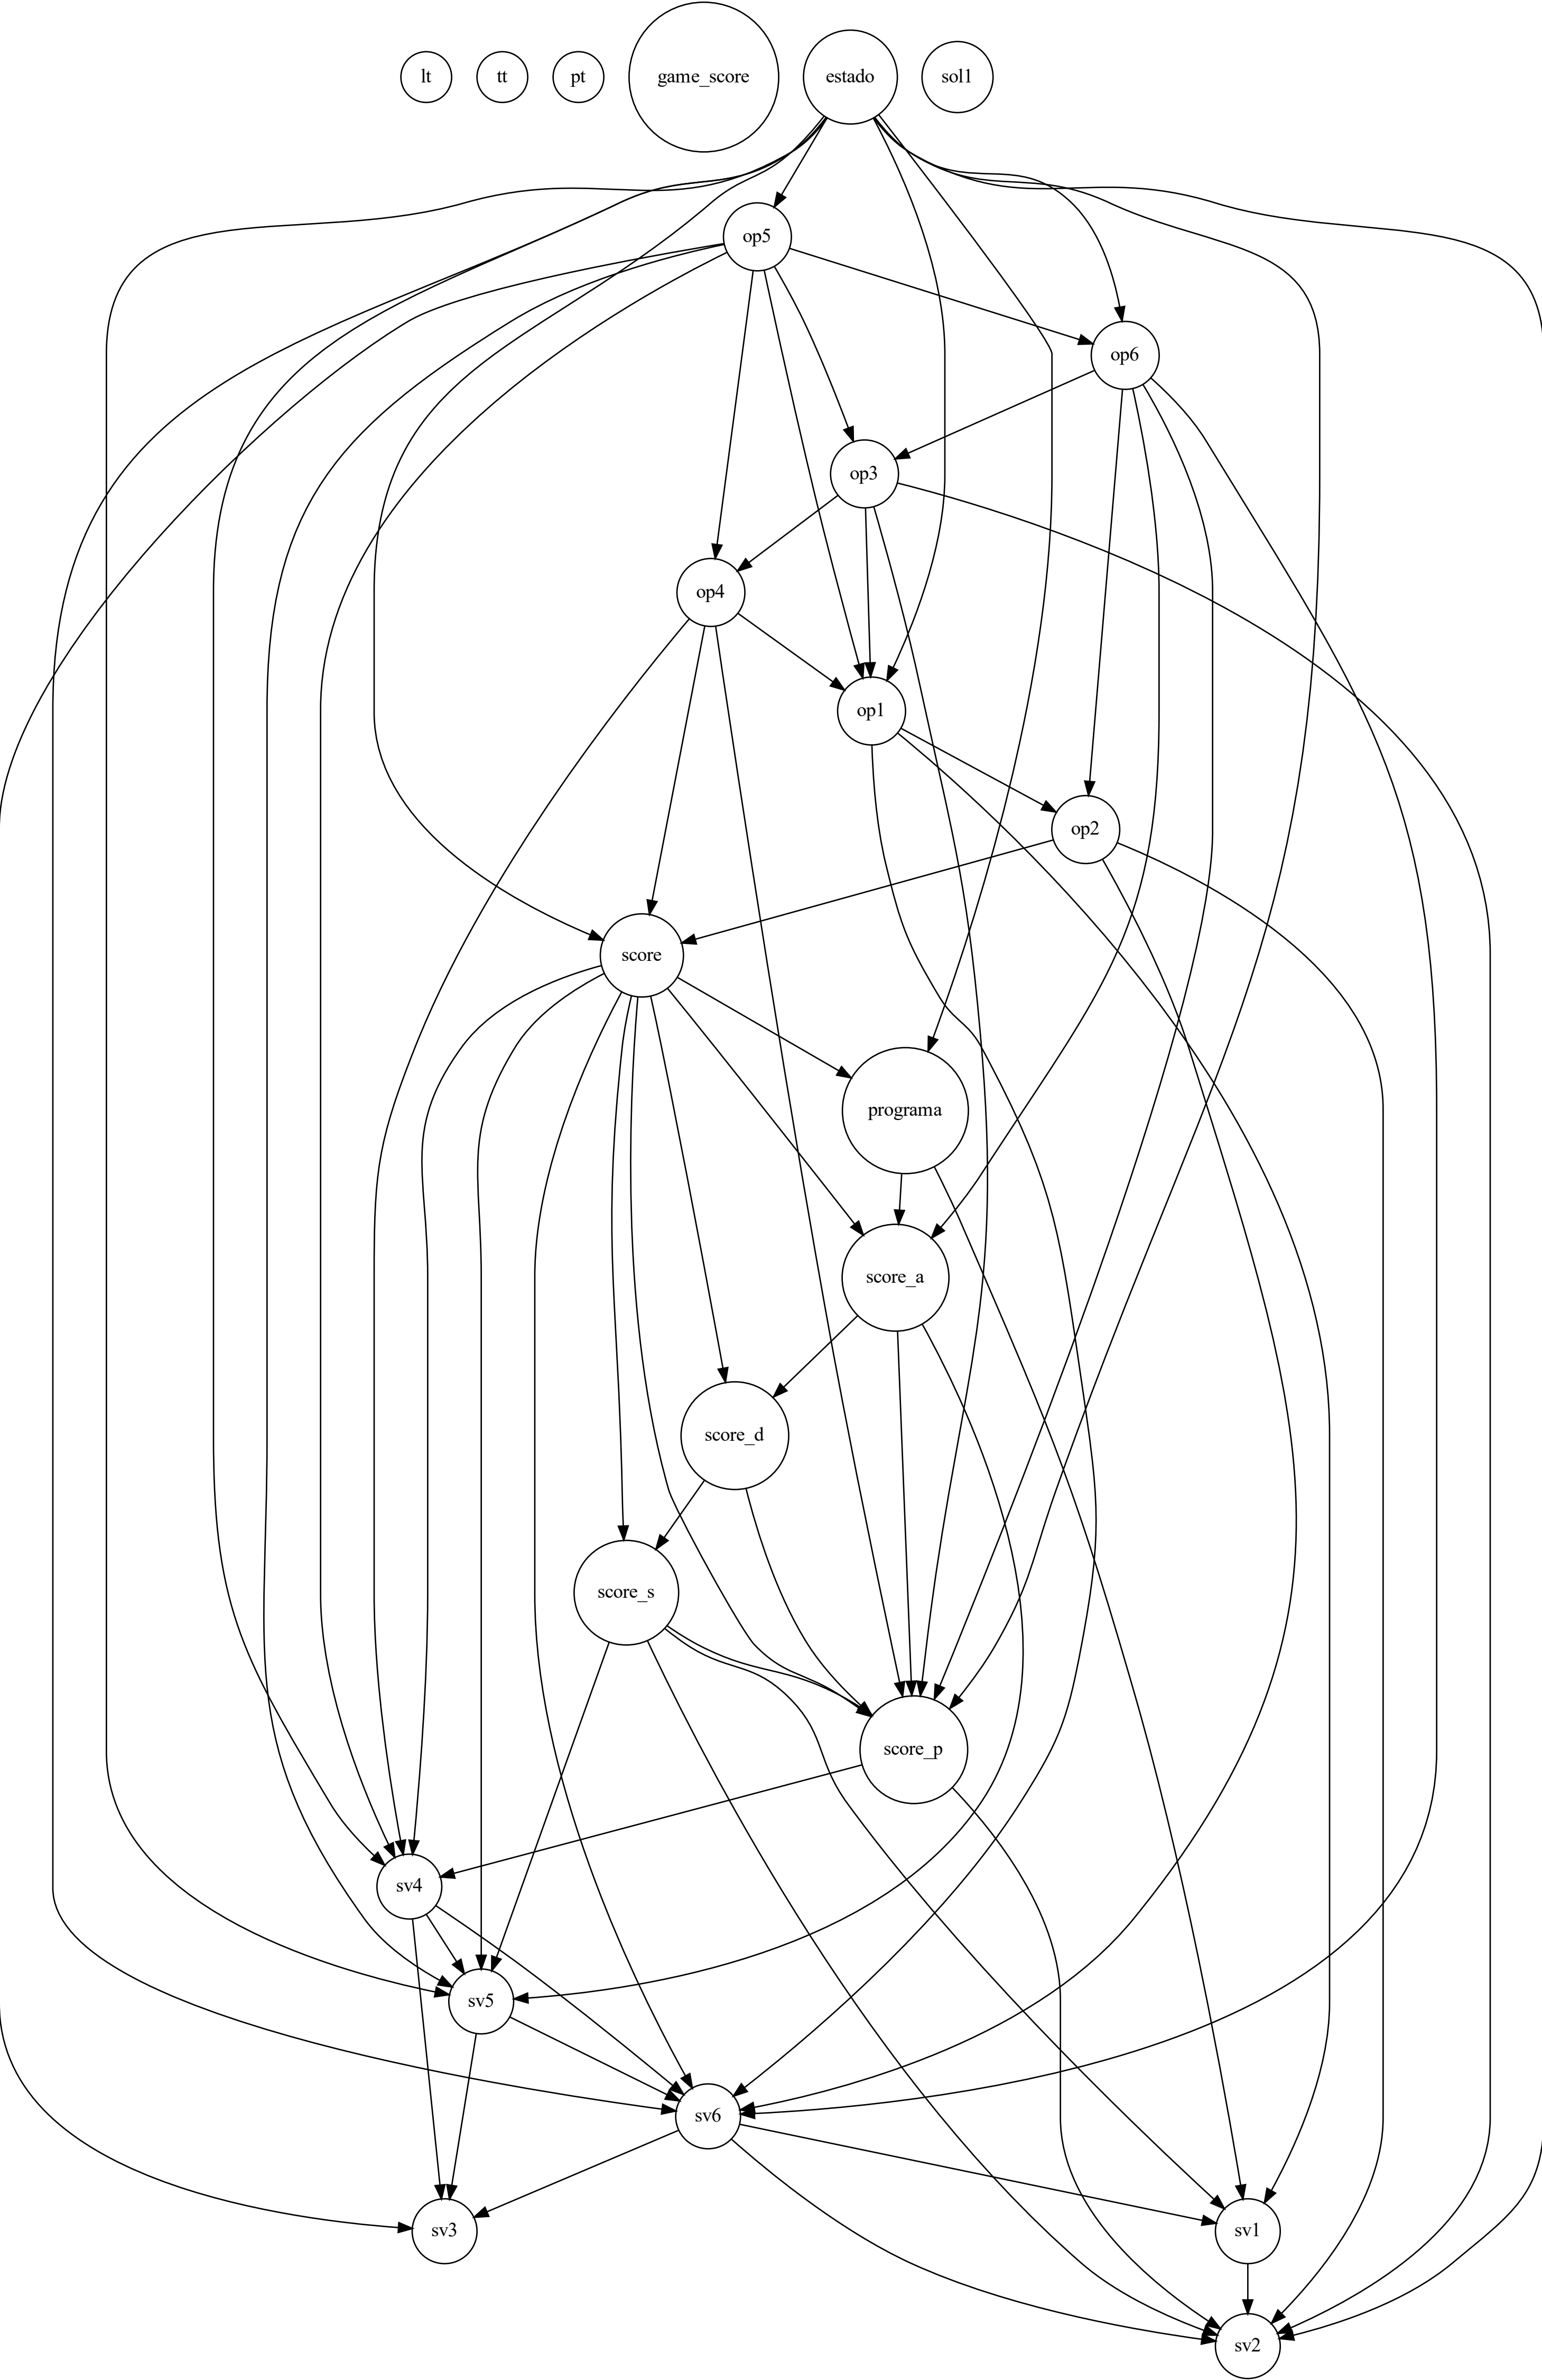 lt
tt
pt
game_score
estado
sol1
op5
op6
op3
op4
op1
op2
score
programa
score_a
score_d
score_s
score_p
sv4
sv5
sv6
sv3
sv1
sv2